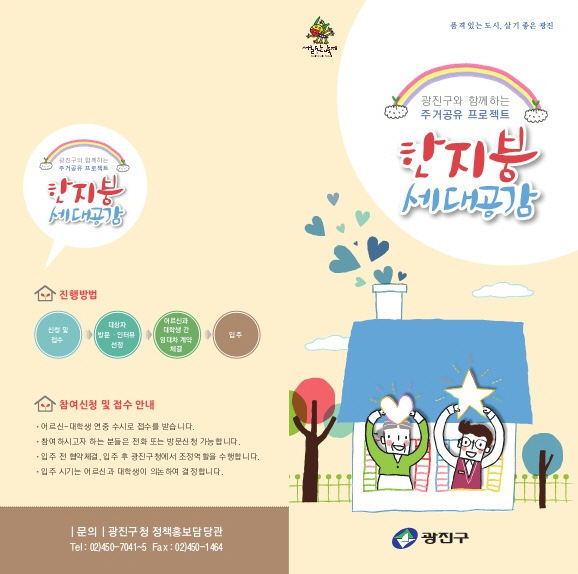 광진구와 함께하는
주거공유 프로젝트
한지붕
세대공감
진행방법
신청 및
접수
대상자
방문·인터뷰
선정
어르신과
대학생 간
임대차 계약
체결
입주
참여신청 및 접수 안내
· 어르신-대학생 연중 수시로 접수를 받습니다.
· 참여하시고자 하는 분들은 전화 또는 방문신청 가능합니다.
· 입주 전 협약체결, 입주 후 광진구청에서 조정역할을 수행합니다.
· 입주 시기는 어르신과 대학생이 의논하여 결정합니다.
| 문의 | 광진구청 정책홍보담당관
Tel : 02)450-7041~5 Fax : 02)450-1464
품격 있는 도시, 살기 좋은 광진
광진구와 함께하는
주거공유 프로젝트
한지붕
세대공감
광진구